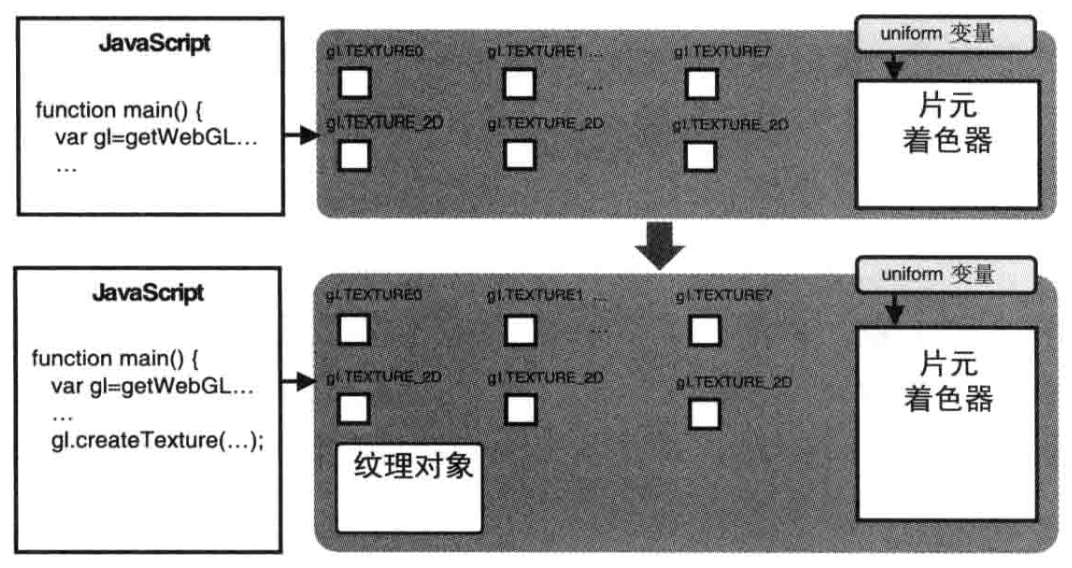 JavaScript
function main() {
var gl=getWebGL…
…
gl.TEXTURE0
gl.TEXTURE1 …
gl.TEXTURE7
…
gl.TEXTURE_2D
gl.TEXTURE_2D
gl.TEXTURE_2D
uniform 变量
片元
着色器
JavaScript
function main() {
var gl=getWebGL…
…
gl.createTexture(…);
gl.TEXTURE0
gl.TEXTURE1 …
gl.TEXTURE7
…
gl.TEXTURE_2D
gl.TEXTURE_2D
gl.TEXTURE_2D
纹理对象
uniform 变量
片元
着色器